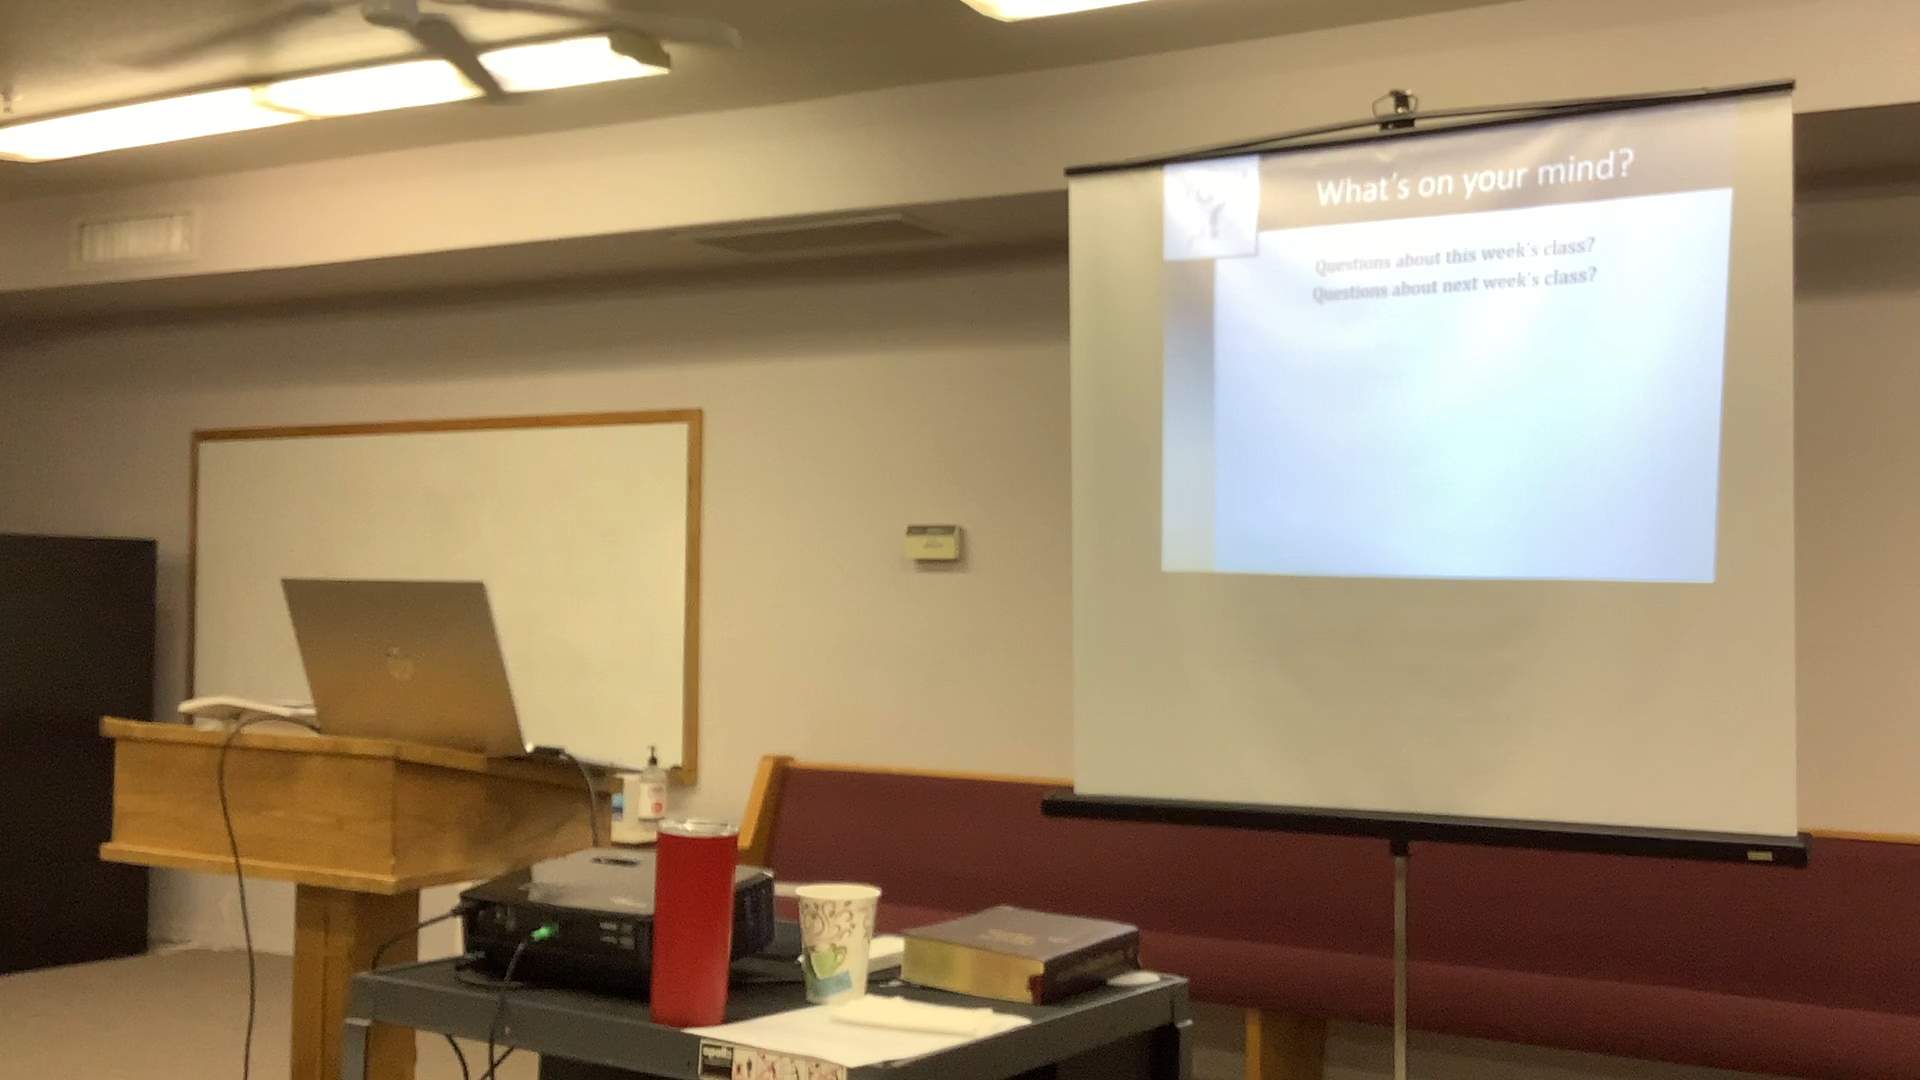 What's on your mind?
Questions about this week's class?
Questions about next week's class?